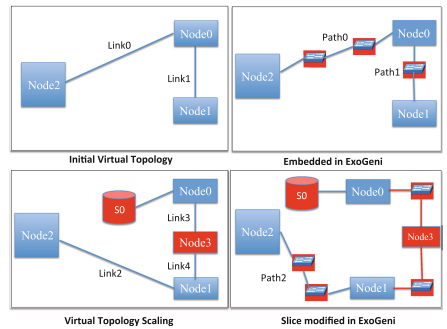 Node0
Link0
Node2
Link1
Node1
Initial Virtual Topology
Path0
Node0
Node2
Path1
Node1
Embedded in ExoGeni
S0
Node0
Link3
Node2
Node3
Link2
Link4
Node1
Virtual Topology Scaling
S0
Node0
Node2
Node3
Path2
Node1
Slice modified in ExoGeni